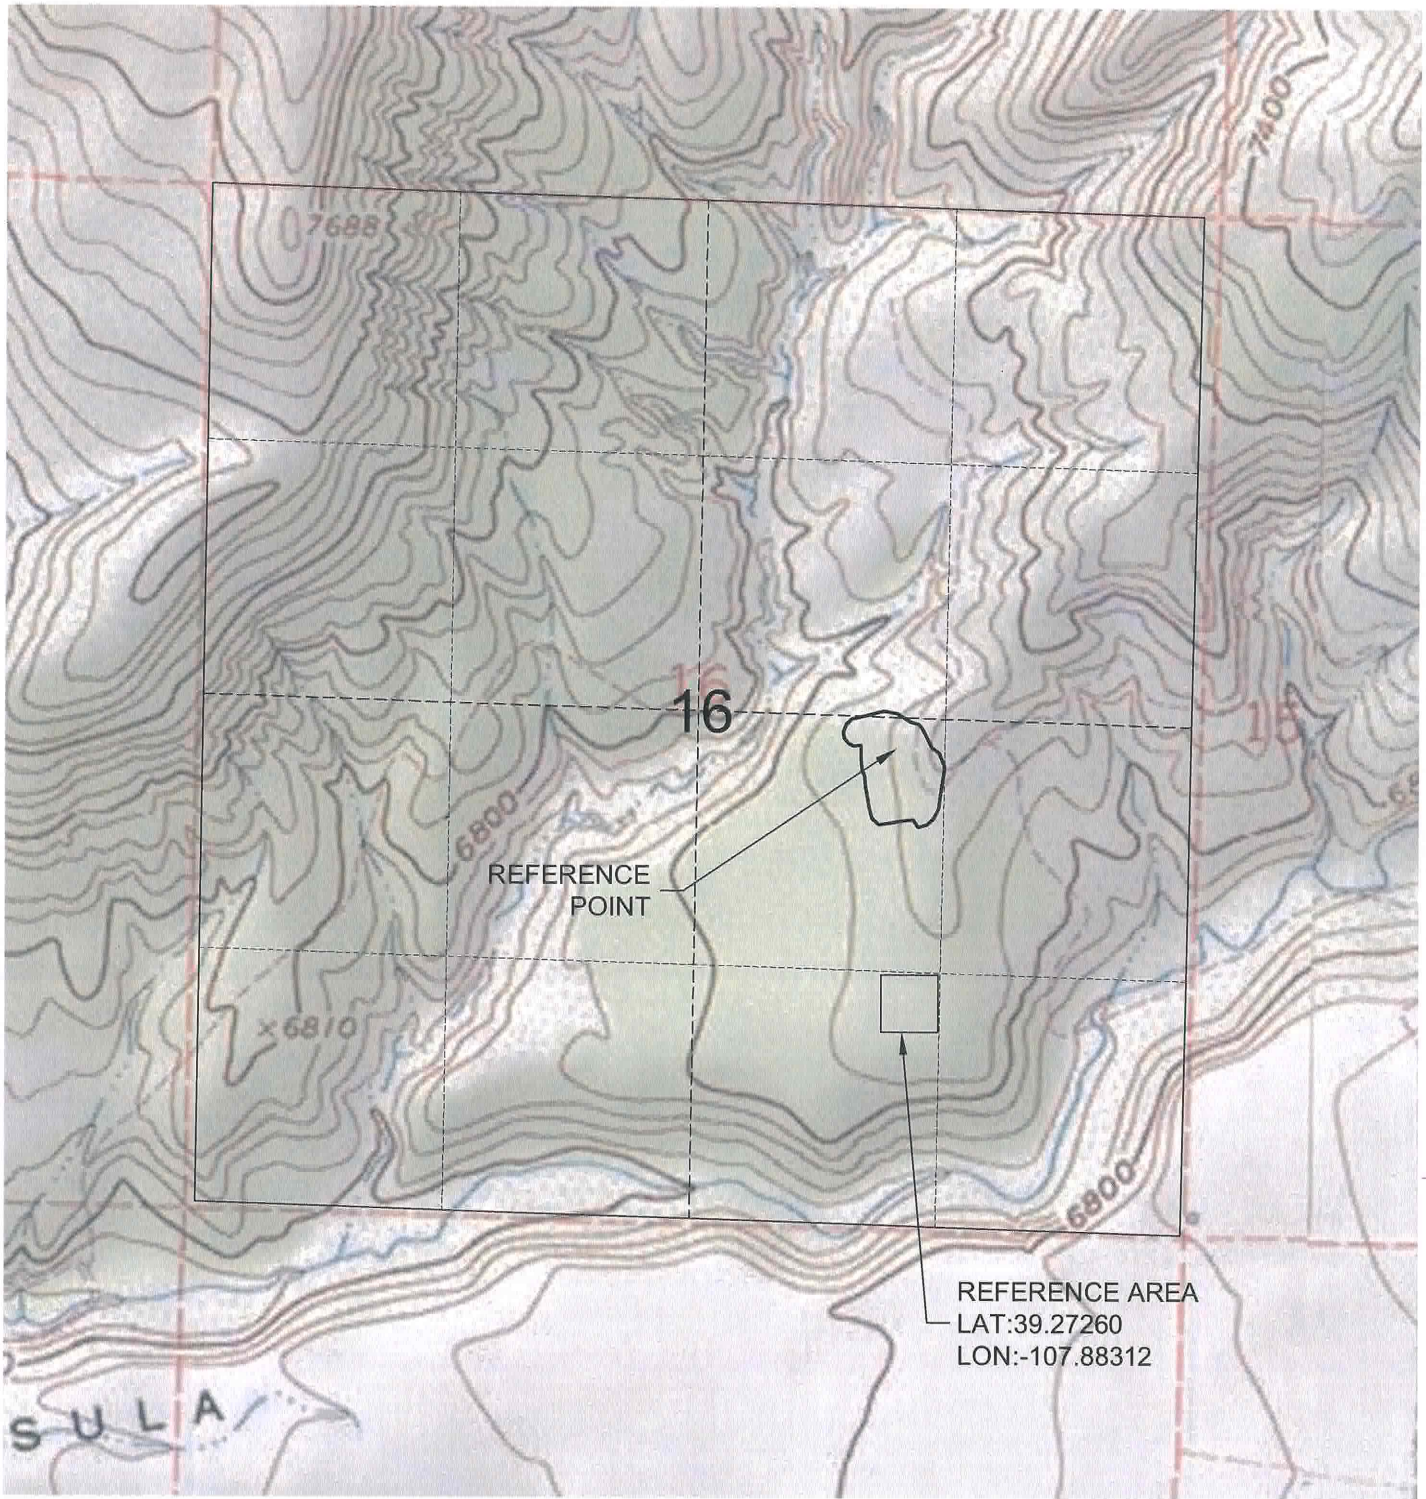 7400
7688
16
16
15
6800
REFERENCE
POINT
×6810
6800
REFERENCE AREA
LAT:39.27260
LON:-107.88312
SULA